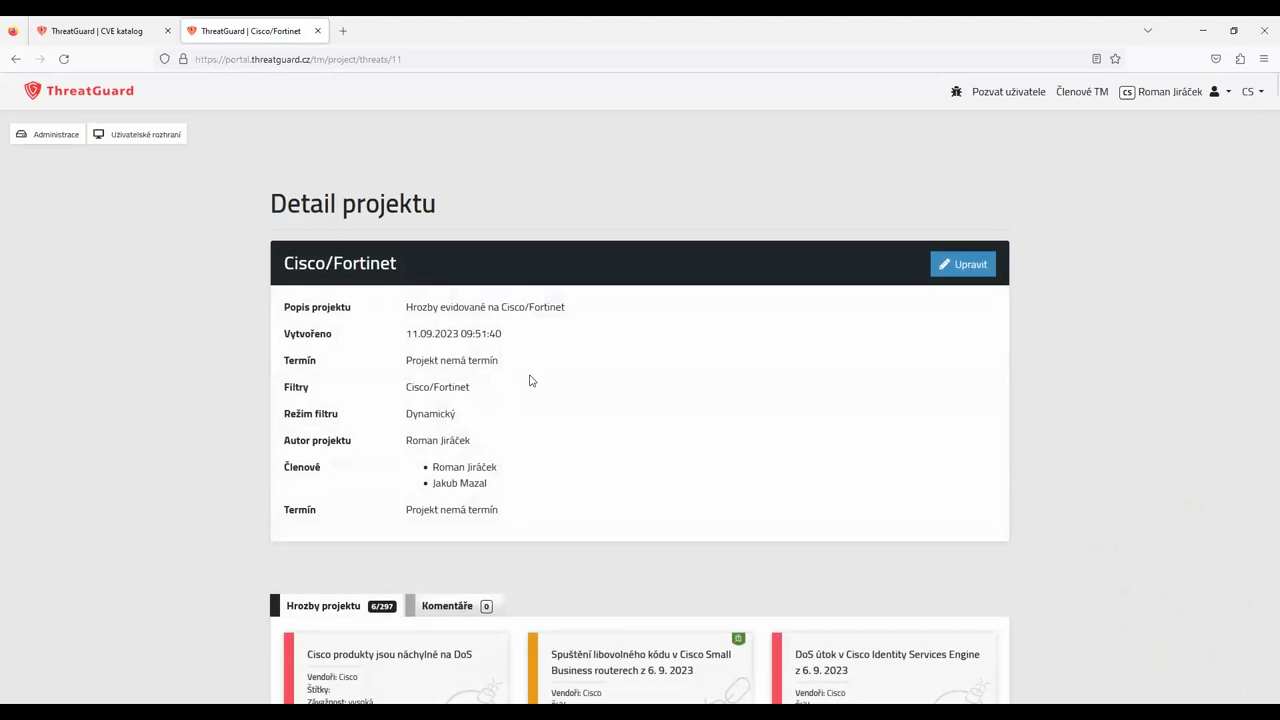 ThreatGuard | CVE katalog
ThreatGuard | Cisco/Fortinet
https://portal.threatguard.cz/tm/project/threats/11
ThreatGuard
Pozvat uživatele
Členové TM
CS Roman Jiráček
CS
Administrace
Uživatelské rozhraní
Detail projektu
Cisco/Fortinet
Upravit
Popis projektu Hrozby evidované na Cisco/Fortinet
Vytvořeno 11.09.2023 09:51:40
Termín Projekt nemá termín
Filtry Cisco/Fortinet
Režim filtru Dynamický
Autor projektu Roman Jiráček
Členové • Roman Jiráček
• Jakub Mazal
Termín Projekt nemá termín
Hrozby projektu 6/297
Komentáře 0
Cisco produkty jsou náchylné na DoS
Vendoři: Cisco
Štítky:
Závažnost: vysoká
Spuštění libovolného kódu v Cisco Small
Business routerech z 6. 9. 2023
Vendoři: Cisco
DoS útok v Cisco Identity Services Engine
z 6. 9. 2023
Vendoři: Cisco